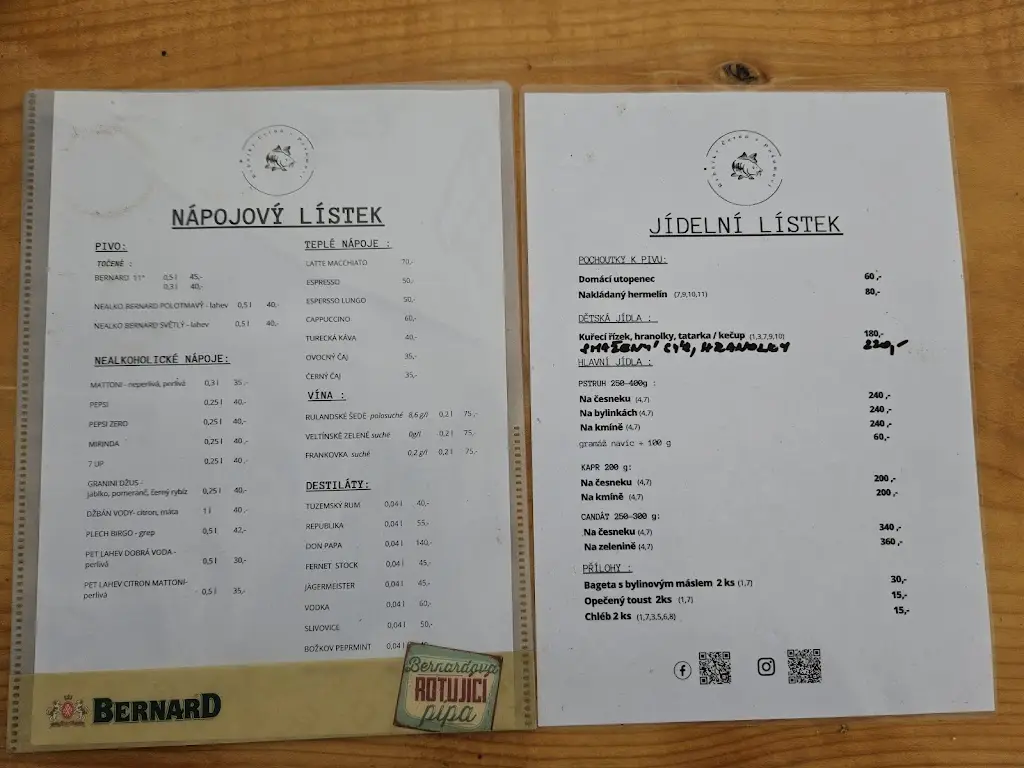 NÁPOJOVÝ LÍSTEK
PIVO:
TOČENÉ :
BERNARD 11° 0,5 l 45,-
0,3 l 40,-
NEALKO BERNARD POLOTMAVÝ - lahev 0,5 l 40,-
NEALKO BERNARD SVĚTLÝ - lahev 0,5 l 40,-
NEALKOHOLICKÉ NÁPOJE:
MATTONI - neperlivá, perlivá 0,3 l 35,-
PEPSI 0,25 l 40,-
PEPSI ZERO 0,25 l 40,-
MIRINDA 0,25 l 40,-
7 UP 0,25 l 40,-
GRANINI DŽUS -
jablko, pomeranč, černý rybíz 0,25 l 40,-
DŽBÁN VODY- citron, máta 1 l 40,-
PLECH BIRGO - grep 0,5 l 42,-
PET LAHEV DOBRÁ VODA -
perlivá 0,5 l 30,-
PET LAHEV CITRON MATTONI-
perlivá 0,5 l 35,-
TEPLÉ NÁPOJE :
LATTE MACCHIATO 70,-
ESPRESSO 50,-
ESPERSSO LUNGO 50,-
CAPPUCCINO 60,-
TURECKÁ KÁVA 40,-
OVOCNÝ ČAJ 35,-
ČERNÝ ČAJ 35,-
VÍNA :
RULANDSKÉ ŠEDÉ polosuché 8,6 g/l 0,2 l 75,-
VELTÍNSKÉ ZELENÉ suché 0g/l 0,2 l 75,-
FRANKOVKA suché 0,2 g/l 0,2 l 75,-
DESTILÁTY:
TUZEMSKÝ RUM 0,04 l 40,-
REPUBLIKA 0,04 l 55,-
DON PAPA 0,04 l 140,-
FERNET STOCK 0,04 l 45,-
JÄGERMEISTER 0,04 l 45,-
VODKA 0,04 l 60,-
SLIVOVICE 0,04 l 50,-
BOŽKOV PEPRMINT 0,04 l
BERNARD
Bernardova
ROTUJÍCÍ
pípa
JÍDELNÍ LÍSTEK
POCHOUTKY K PIVU:
Domácí utopenec 60,-
Nakládaný hermelín (7,9,10,11) 80,-
DĚTSKÁ JÍDLA :
Kuřecí řízek, hranolky, tatarka / kečup (1,3,7,9,10) 180,-
SMAŽENÝ SÝR, HRANOLKY 220,-
HLAVNÍ JÍDLA :
PSTRUH 250-400g :
Na česneku (4,7) 240,-
Na bylinkách (4,7) 240,-
Na kmíně (4,7) 240,-
gramáž navíc + 100 g 60,-
KAPR 200 g:
Na česneku (4,7) 200,-
Na kmíně (4,7) 200,-
CANDÁT 250-300 g:
Na česneku (4,7) 340,-
Na zelenině (4,7) 360,-
PŘÍLOHY :
Bageta s bylinovým máslem 2 ks (1,7) 30,-
Opečený toust 2ks (1,7) 15,-
Chléb 2 ks (1,7,3,5,6,8) 15,-